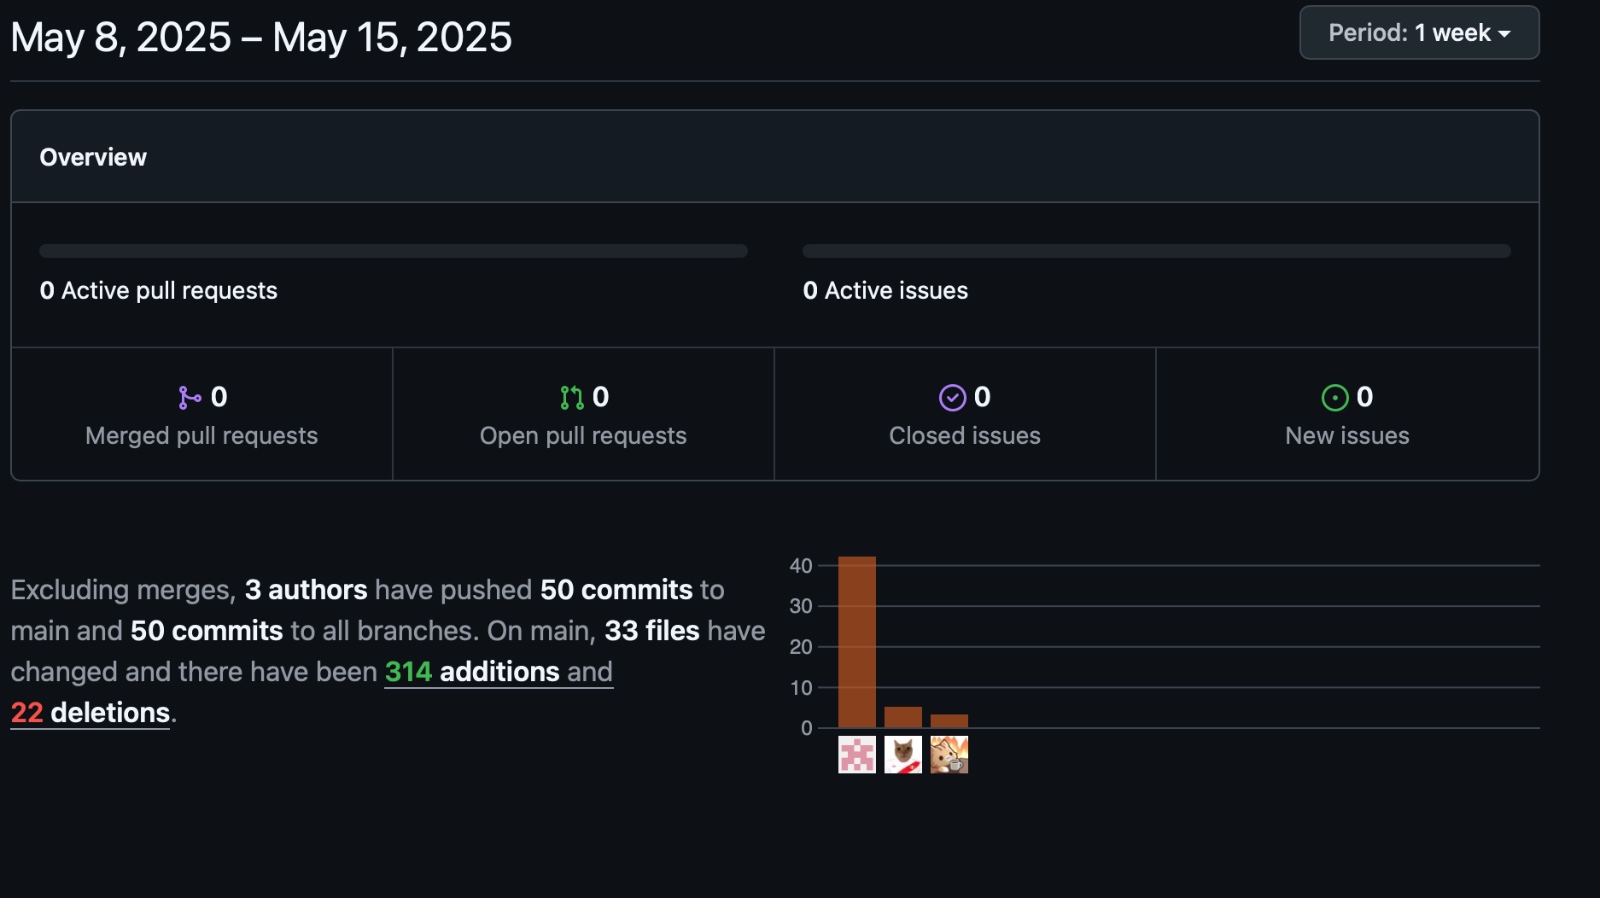 May 8, 2025 – May 15, 2025
Period: 1 week
Overview
0 Active pull requests
0 Active issues
0
Merged pull requests
0
Open pull requests
0
Closed issues
0
New issues
Excluding merges, 3 authors have pushed 50 commits to
main and 50 commits to all branches. On main, 33 files have
changed and there have been 314 additions and
22 deletions.
40
30
20
10
0